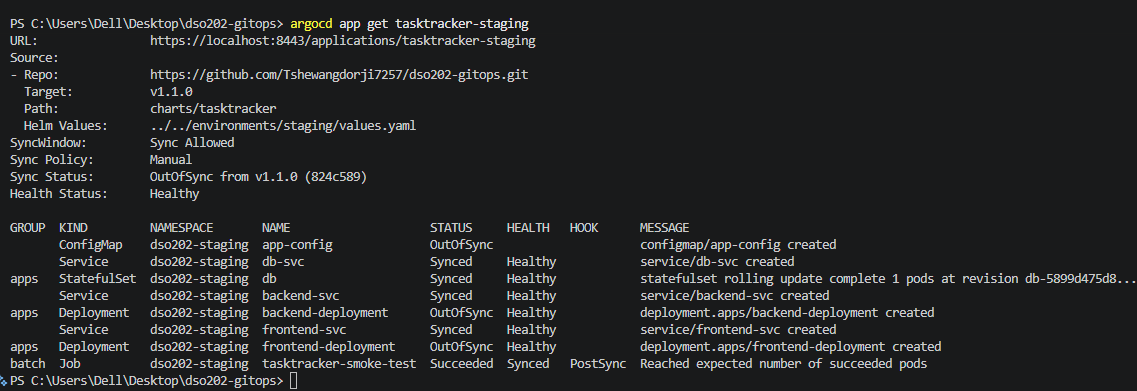 PS C:\Users\Dell\Desktop\dso202-gitops> argocd app get tasktracker-staging
URL:                https://localhost:8443/applications/tasktracker-staging
Source:
- Repo:             https://github.com/Tshewangdorji7257/dso202-gitops.git
  Target:           v1.1.0
  Path:             charts/tasktracker
  Helm Values:      ../../environments/staging/values.yaml
SyncWindow:         Sync Allowed
Sync Policy:        Manual
Sync Status:        OutOfSync from v1.1.0 (824c589)
Health Status:      Healthy
GROUP  KIND         NAMESPACE       NAME                    STATUS     HEALTH   HOOK      MESSAGE
       ConfigMap    dso202-staging  app-config              OutOfSync                     configmap/app-config created
       Service      dso202-staging  db-svc                  Synced     Healthy            service/db-svc created
apps   StatefulSet  dso202-staging  db                      Synced     Healthy            statefulset rolling update complete 1 pods at revision db-5899d475d8...
       Service      dso202-staging  backend-svc             Synced     Healthy            service/backend-svc created
apps   Deployment   dso202-staging  backend-deployment      OutOfSync  Healthy            deployment.apps/backend-deployment created
       Service      dso202-staging  frontend-svc            Synced     Healthy            service/frontend-svc created
apps   Deployment   dso202-staging  frontend-deployment     OutOfSync  Healthy            deployment.apps/frontend-deployment created
batch  Job          dso202-staging  tasktracker-smoke-test  Succeeded  Synced   PostSync  Reached expected number of succeeded pods
PS C:\Users\Dell\Desktop\dso202-gitops>